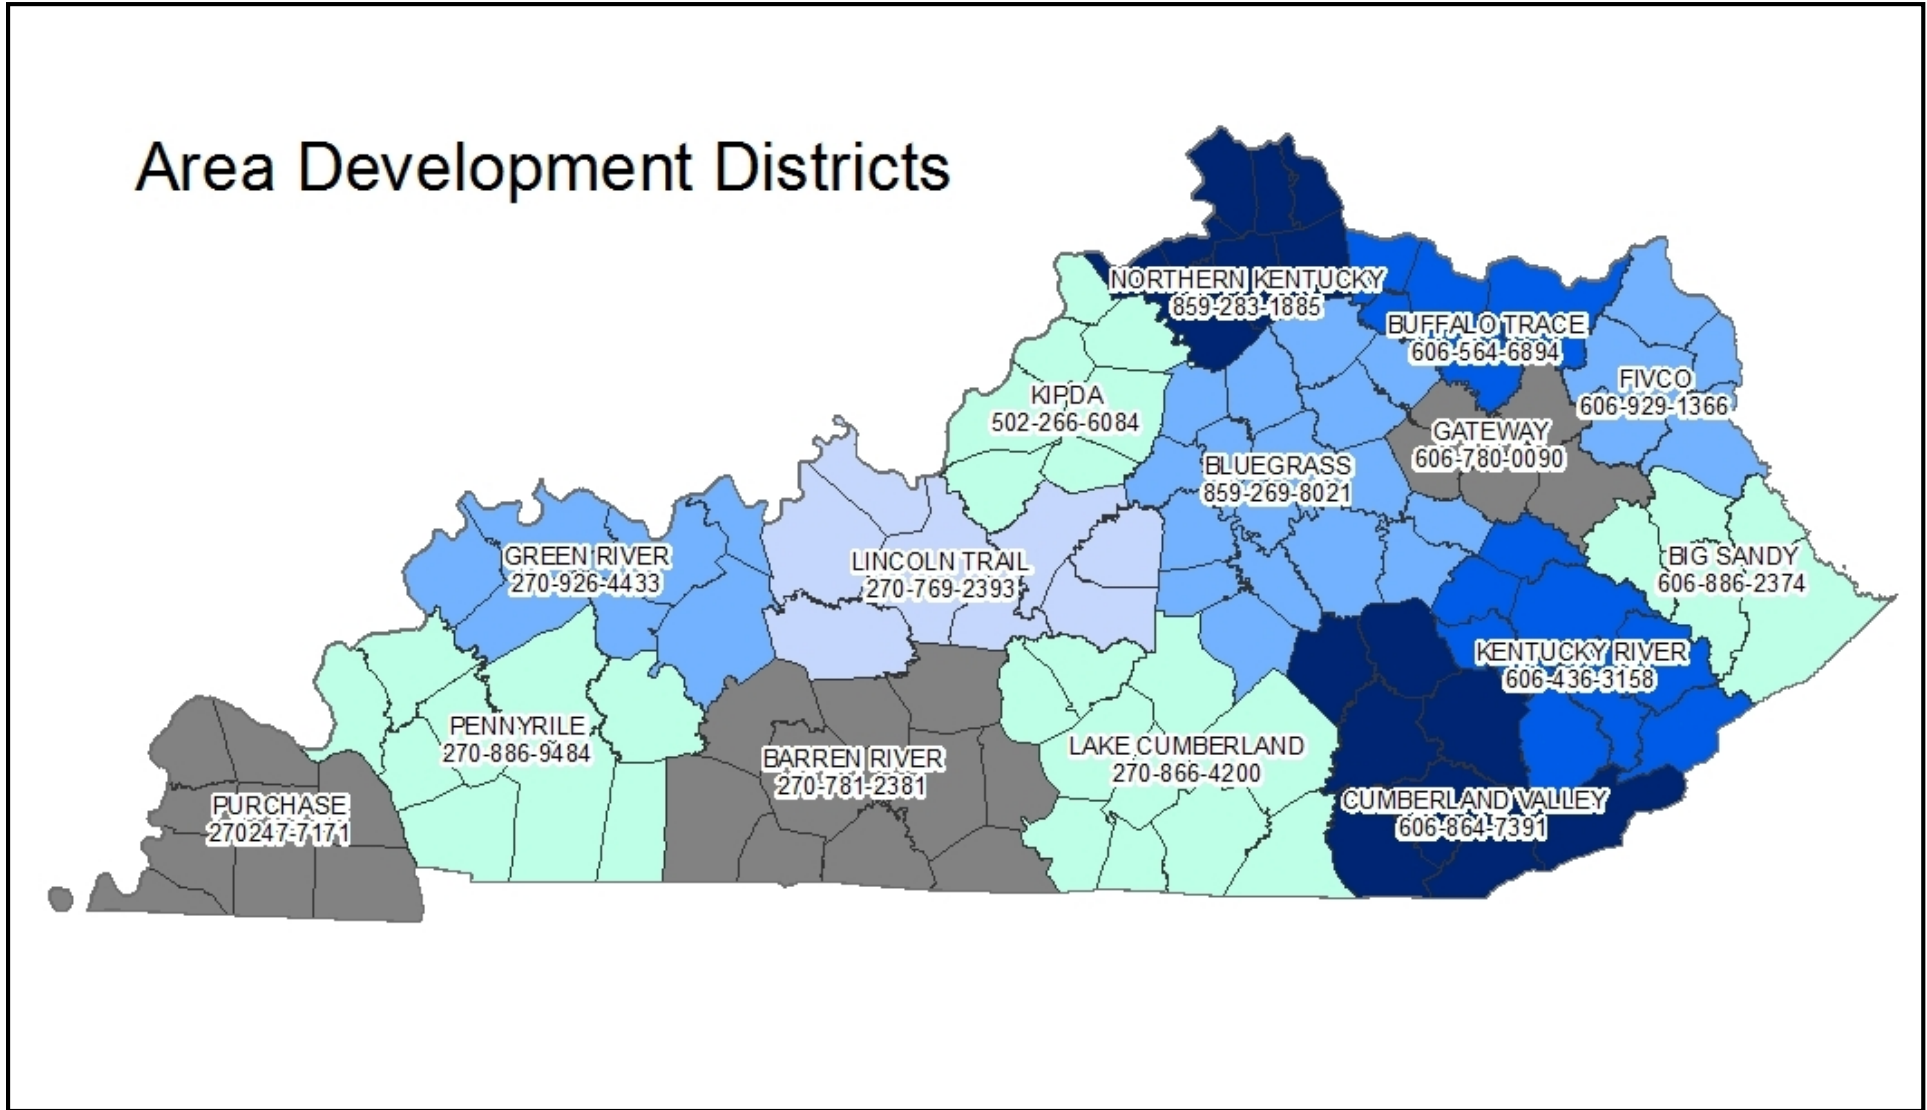 Area Development Districts
NORTHERN KENTUCKY
859-283-1885
BUFFALO TRACE
606-564-6894
FIVCO
606-929-1366
KIPDA
502-266-6084
GATEWAY
606-780-0090
BLUEGRASS
859-269-8021
GREEN RIVER
270-926-4433
LINCOLN TRAIL
270-769-2393
BIG SANDY
606-886-2374
KENTUCKY RIVER
606-436-3158
PENNYRILE
270-886-9484
BARREN RIVER
270-781-2381
LAKE CUMBERLAND
270-866-4200
PURCHASE
270247-7171
CUMBERLAND VALLEY
606-864-7391